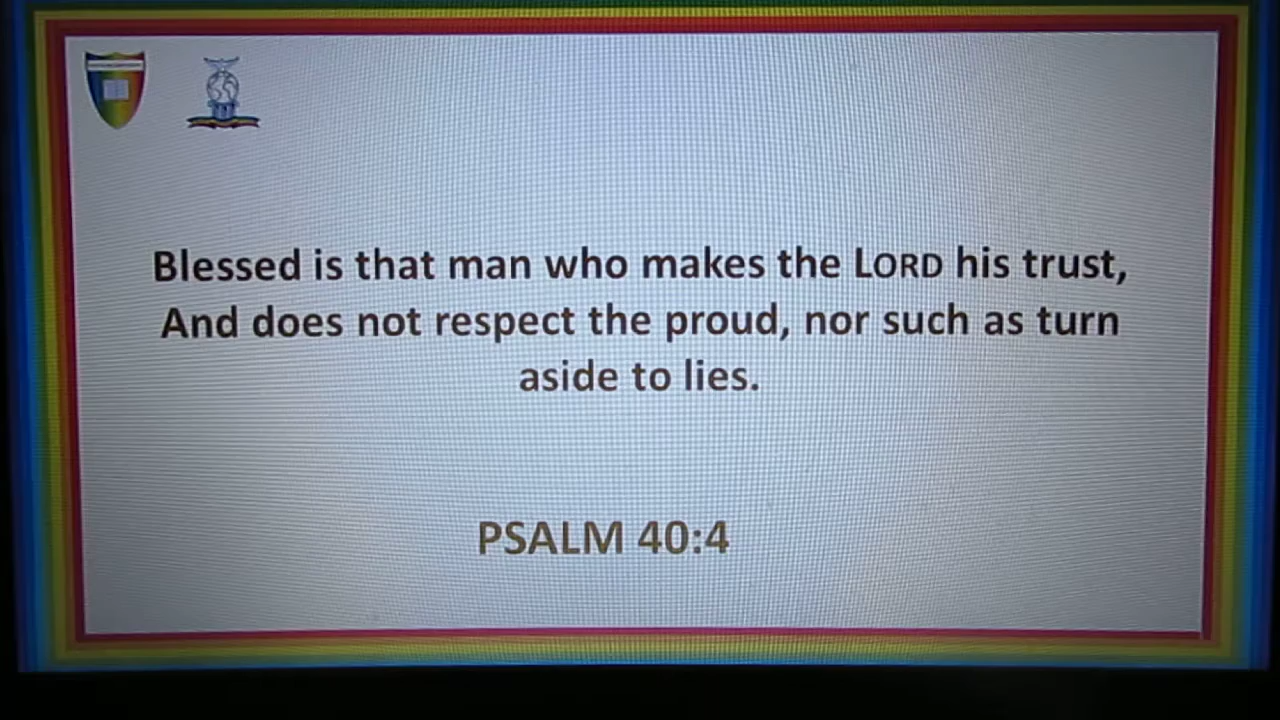 Blessed is that man who makes the LORD his trust,
And does not respect the proud, nor such as turn
aside to lies.
PSALM 40:4